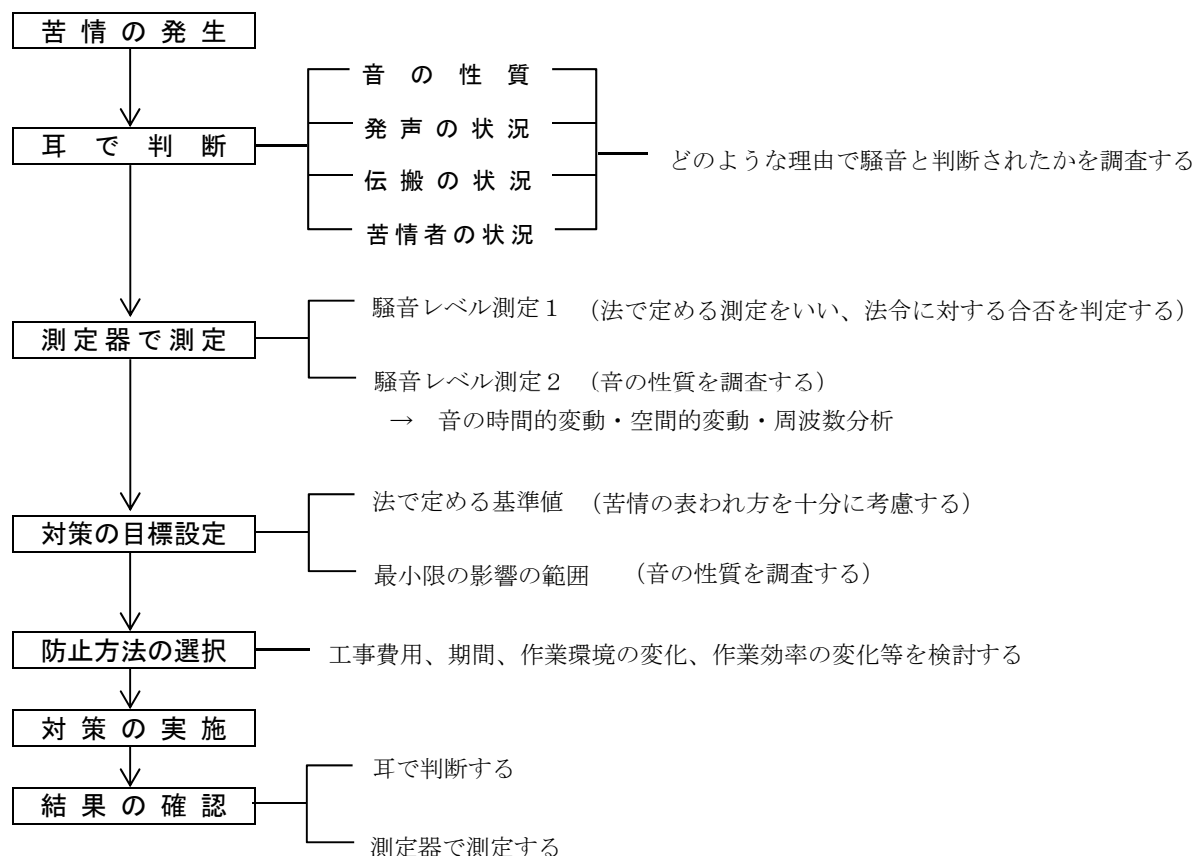 苦情の発生
耳で判断
音の性質
発声の状況
伝搬の状況
苦情者の状況
どのような理由で騒音と判断されたかを調査する
測定器で測定
騒音レベル測定1 (法で定める測定をいい、法令に対する合否を判定する)
騒音レベル測定2 (音の性質を調査する)
→ 音の時間的変動・空間的変動・周波数分析
対策の目標設定
法で定める基準値 (苦情の表われ方を十分に考慮する)
最小限の影響の範囲 (音の性質を調査する)
防止方法の選択
工事費用、期間、作業環境の変化、作業効率の変化等を検討する
対策の実施
結果の確認
耳で判断する
測定器で測定する